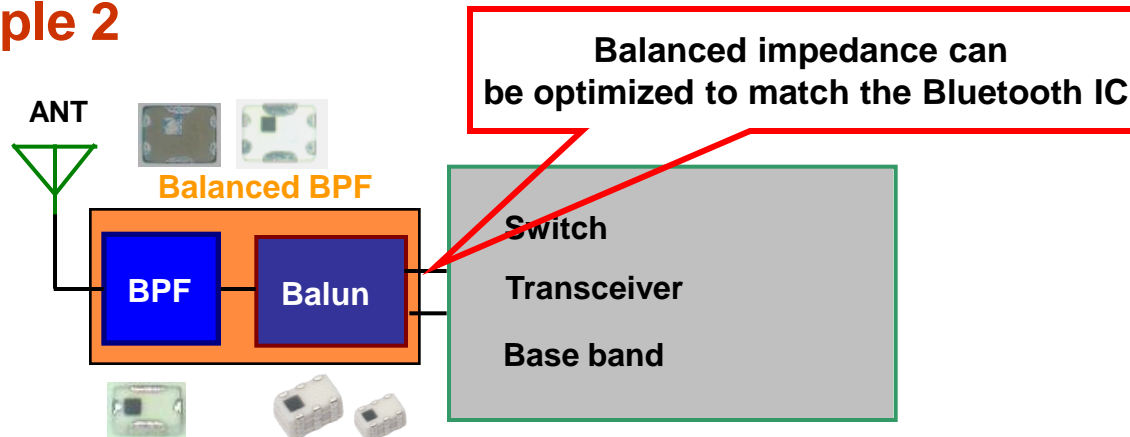 ple 2
Balanced impedance can
be optimized to match the Bluetooth IC
ANT
Balanced BPF
BPF
Balun
Switch
Transceiver
Base band